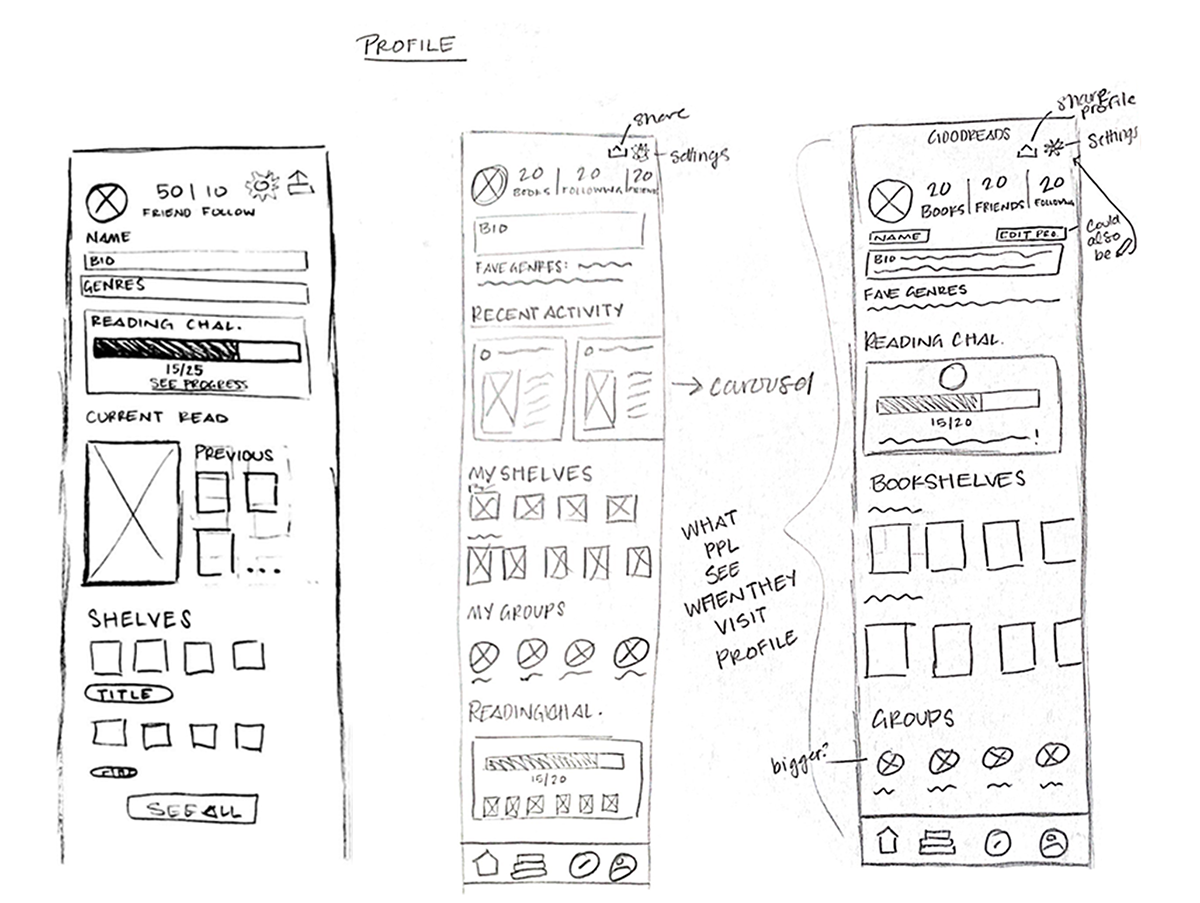 PROFILE
50 | 10
FRIEND FOLLOW
NAME
BIO
GENRES
READING CHAL.
15/25
SEE PROGRESS
CURRENT READ
PREVIOUS
...
SHELVES
TITLE
SEE ALL
share
settings
20 | 20 | 20
BOOKS FOLLOWING FRIENDS
BIO
FAVE GENRES:
RECENT ACTIVITY
→ carousel
MY SHELVES
MY GROUPS
READING CHAL.
15/20
WHAT
PPL
SEE
WHEN THEY
VISIT
PROFILE
share
profile
settings
GOODREADS
20 | 20 | 20
BOOKS FRIENDS FOLLOWING
NAME
EDIT PRO.
could
also
be
BIO
FAVE GENRES
READING CHAL.
15/20
!
BOOKSHELVES
GROUPS
bigger?